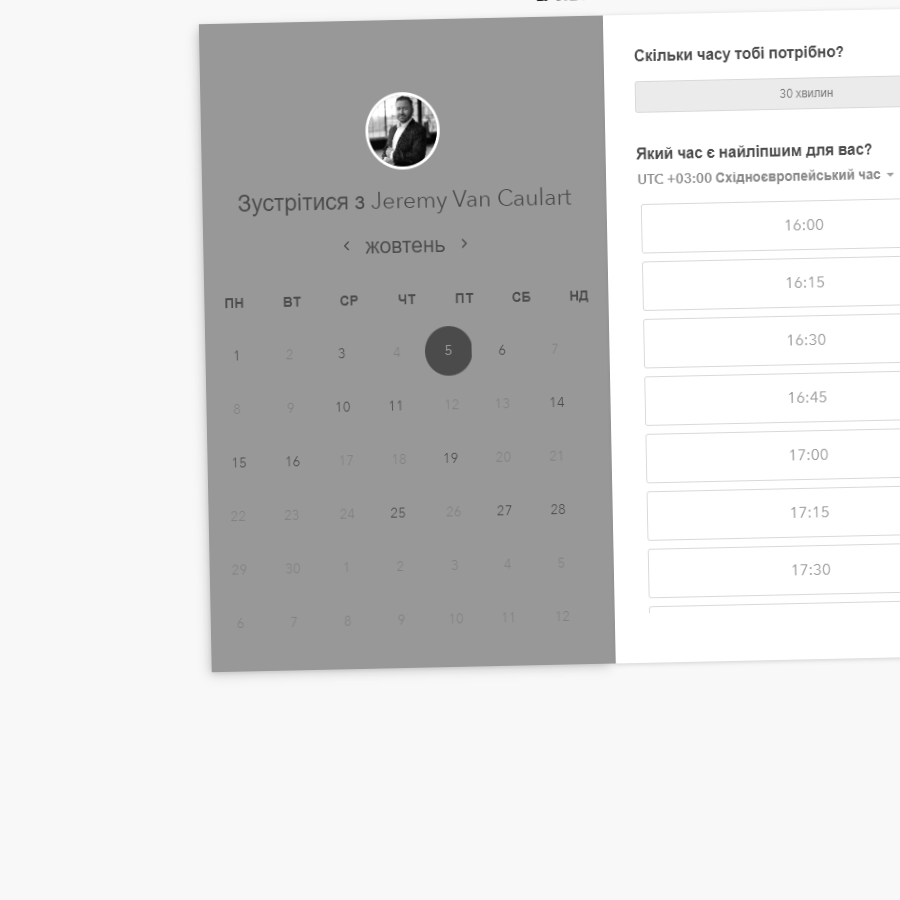 Зустрітися з Jeremy Van Caulart
‹ жовтень ›
ПН ВТ СР ЧТ ПТ СБ НД
1 2 3 4 5 6 7
8 9 10 11 12 13 14
15 16 17 18 19 20 21
22 23 24 25 26 27 28
29 30 1 2 3 4 5
6 7 8 9 10 11 12
Скільки часу тобі потрібно?
30 хвилин
Який час є найліпшим для вас?
UTC +03:00 Східноєвропейський час
16:00
16:15
16:30
16:45
17:00
17:15
17:30